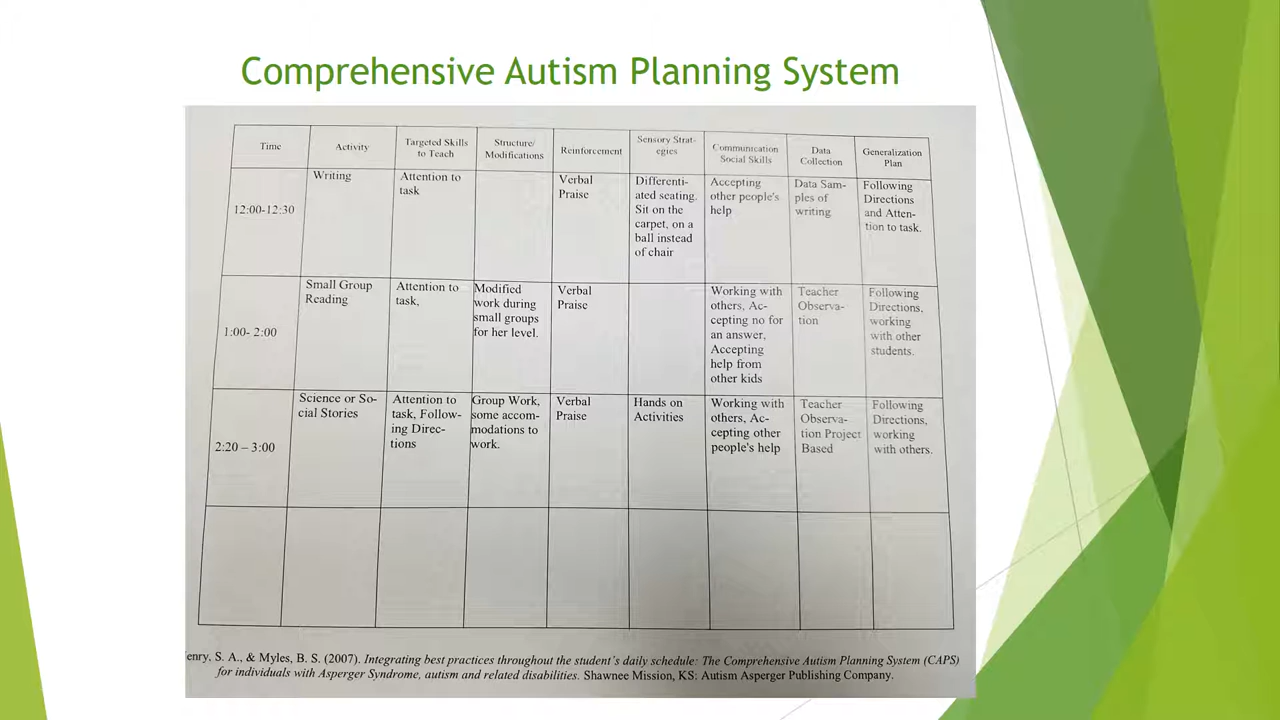 Comprehensive Autism Planning System
Time
Activity
Targeted Skills
to Teach
Structure/
Modifications
Reinforcement
Sensory Strat-
egies
Communication
Social Skills
Data
Collection
Generalization
Plan
12:00-12:30
Writing
Attention to
task
Verbal
Praise
Differenti-
ated seating.
Sit on the
carpet, on a
ball instead
of chair
Accepting
other people's
help
Data Sam-
ples of
writing
Following
Directions
and Atten-
tion to task.
1:00- 2:00
Small Group
Reading
Attention to
task,
Modified
work during
small groups
for her level.
Verbal
Praise
Working with
others, Ac-
cepting no for
an answer,
Accepting
help from
other kids
Teacher
Observa-
tion
Following
Directions,
working
with other
students.
2:20 – 3:00
Science or So-
cial Stories
Attention to
task, Follow-
ing Direc-
tions
Group Work,
some accom-
modations to
work.
Verbal
Praise
Hands on
Activities
Working with
others, Ac-
cepting other
people's help
Teacher
Observa-
tion Project
Based
Following
Directions,
working
with others.
enry, S. A., & Myles, B. S. (2007). Integrating best practices throughout the student's daily schedule: The Comprehensive Autism Planning System (CAPS)
for individuals with Asperger Syndrome, autism and related disabilities. Shawnee Mission, KS: Autism Asperger Publishing Company.